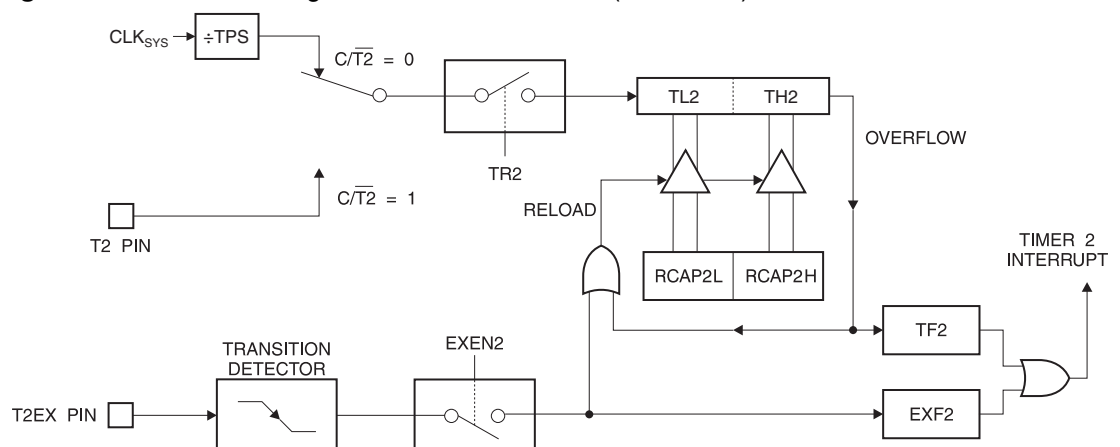 CLKSYS
÷TPS
C/T2 = 0
TL2
TH2
OVERFLOW
TR2
C/T2 = 1
RELOAD
T2 PIN
TIMER 2
INTERRUPT
RCAP2L
RCAP2H
EXEN2
TF2
TRANSITION
DETECTOR
T2EX PIN
EXF2